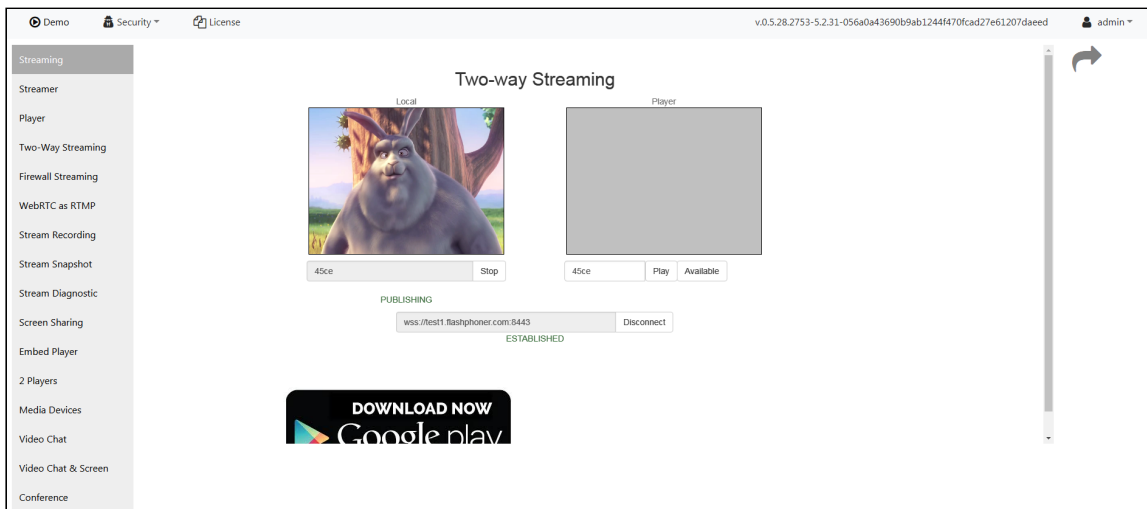 Demo Security License v.0.5.28.2753-5.2.31-056a0a43690b9ab1244f470fcad27e61207daeed admin
Streaming
Streamer
Player
Two-Way Streaming
Firewall Streaming
WebRTC as RTMP
Stream Recording
Stream Snapshot
Stream Diagnostic
Screen Sharing
Embed Player
2 Players
Media Devices
Video Chat
Video Chat & Screen
Conference
Two-way Streaming
Local Player
45ce Stop 45ce Play Available
PUBLISHING
wss://test1.flashphoner.com:8443 Disconnect
ESTABLISHED
DOWNLOAD NOW
Google play